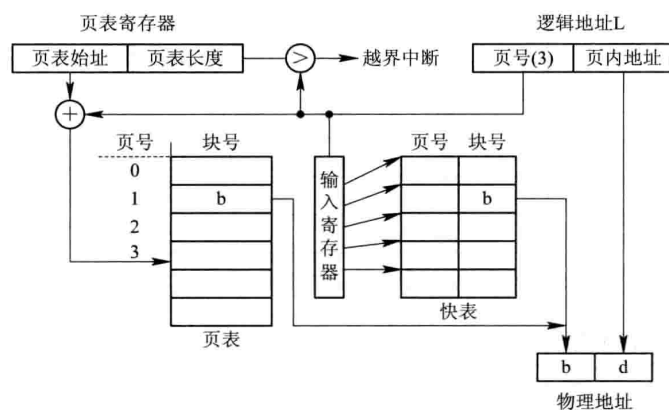 页表寄存器
逻辑地址L
页表始址 页表长度
>
越界中断
页号(3) 页内地址
+
页号 块号
页号 块号
0
1 b
2
3
输入寄存器
b
快表
页表
b d
物理地址